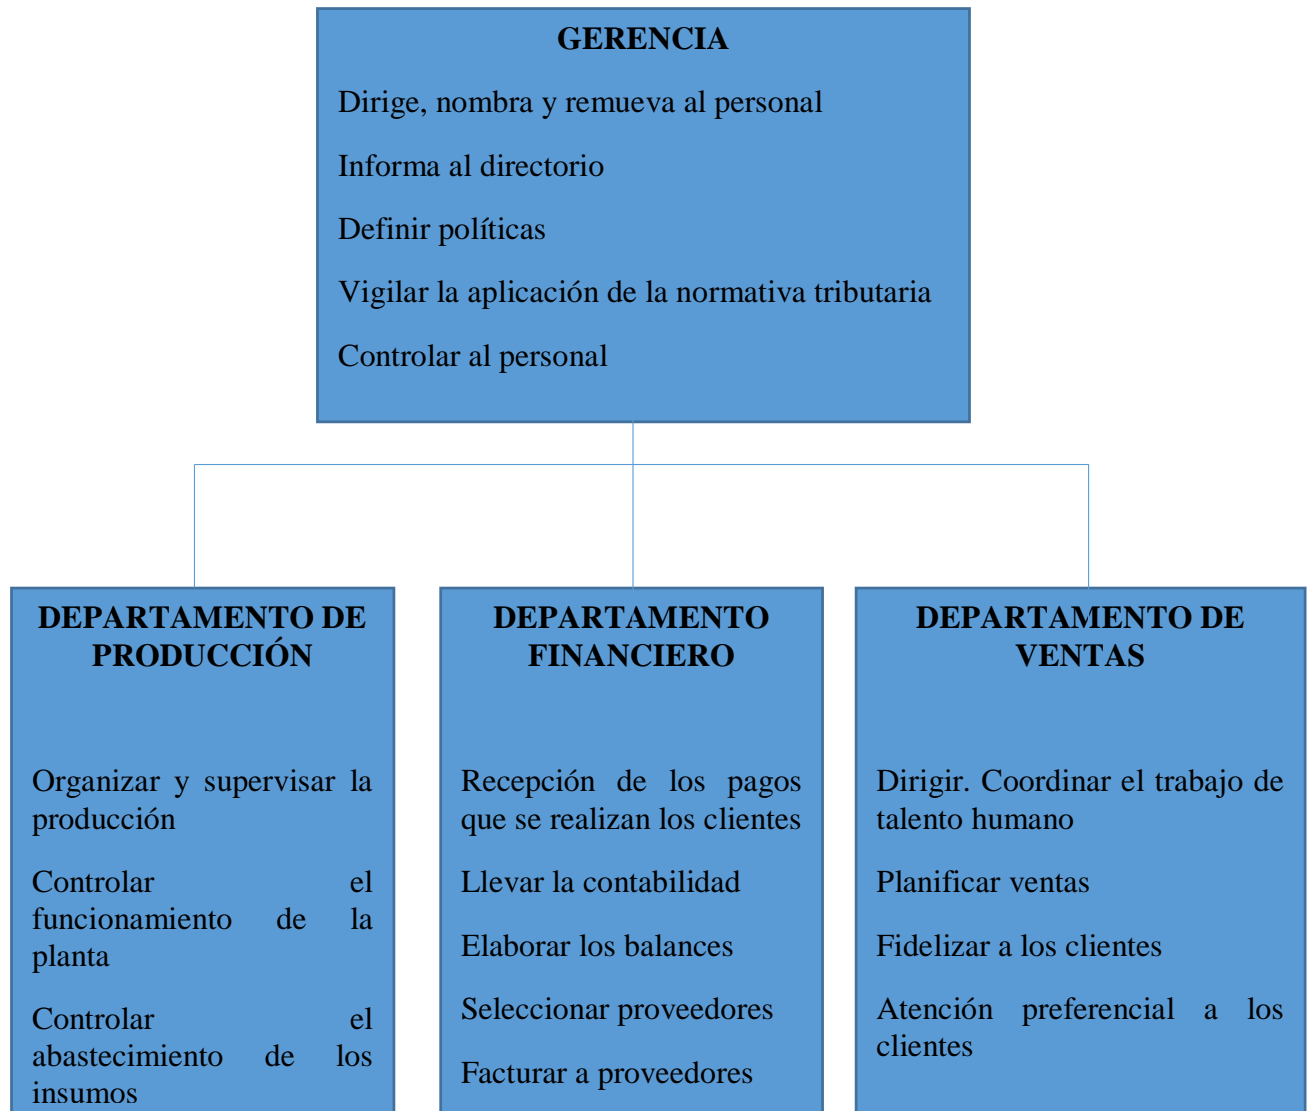 GERENCIA
Dirige, nombra y remueva al personal
Informa al directorio
Definir políticas
Vigilar la aplicación de la normativa tributaria
Controlar al personal
DEPARTAMENTO DE
PRODUCCIÓN
Organizar y supervisar la
producción
Controlar el
funcionamiento de la
planta
Controlar el
abastecimiento de los
insumos
DEPARTAMENTO
FINANCIERO
Recepción de los pagos
que se realizan los clientes
Llevar la contabilidad
Elaborar los balances
Seleccionar proveedores
Facturar a proveedores
DEPARTAMENTO DE
VENTAS
Dirigir. Coordinar el trabajo de
talento humano
Planificar ventas
Fidelizar a los clientes
Atención preferencial a los
clientes